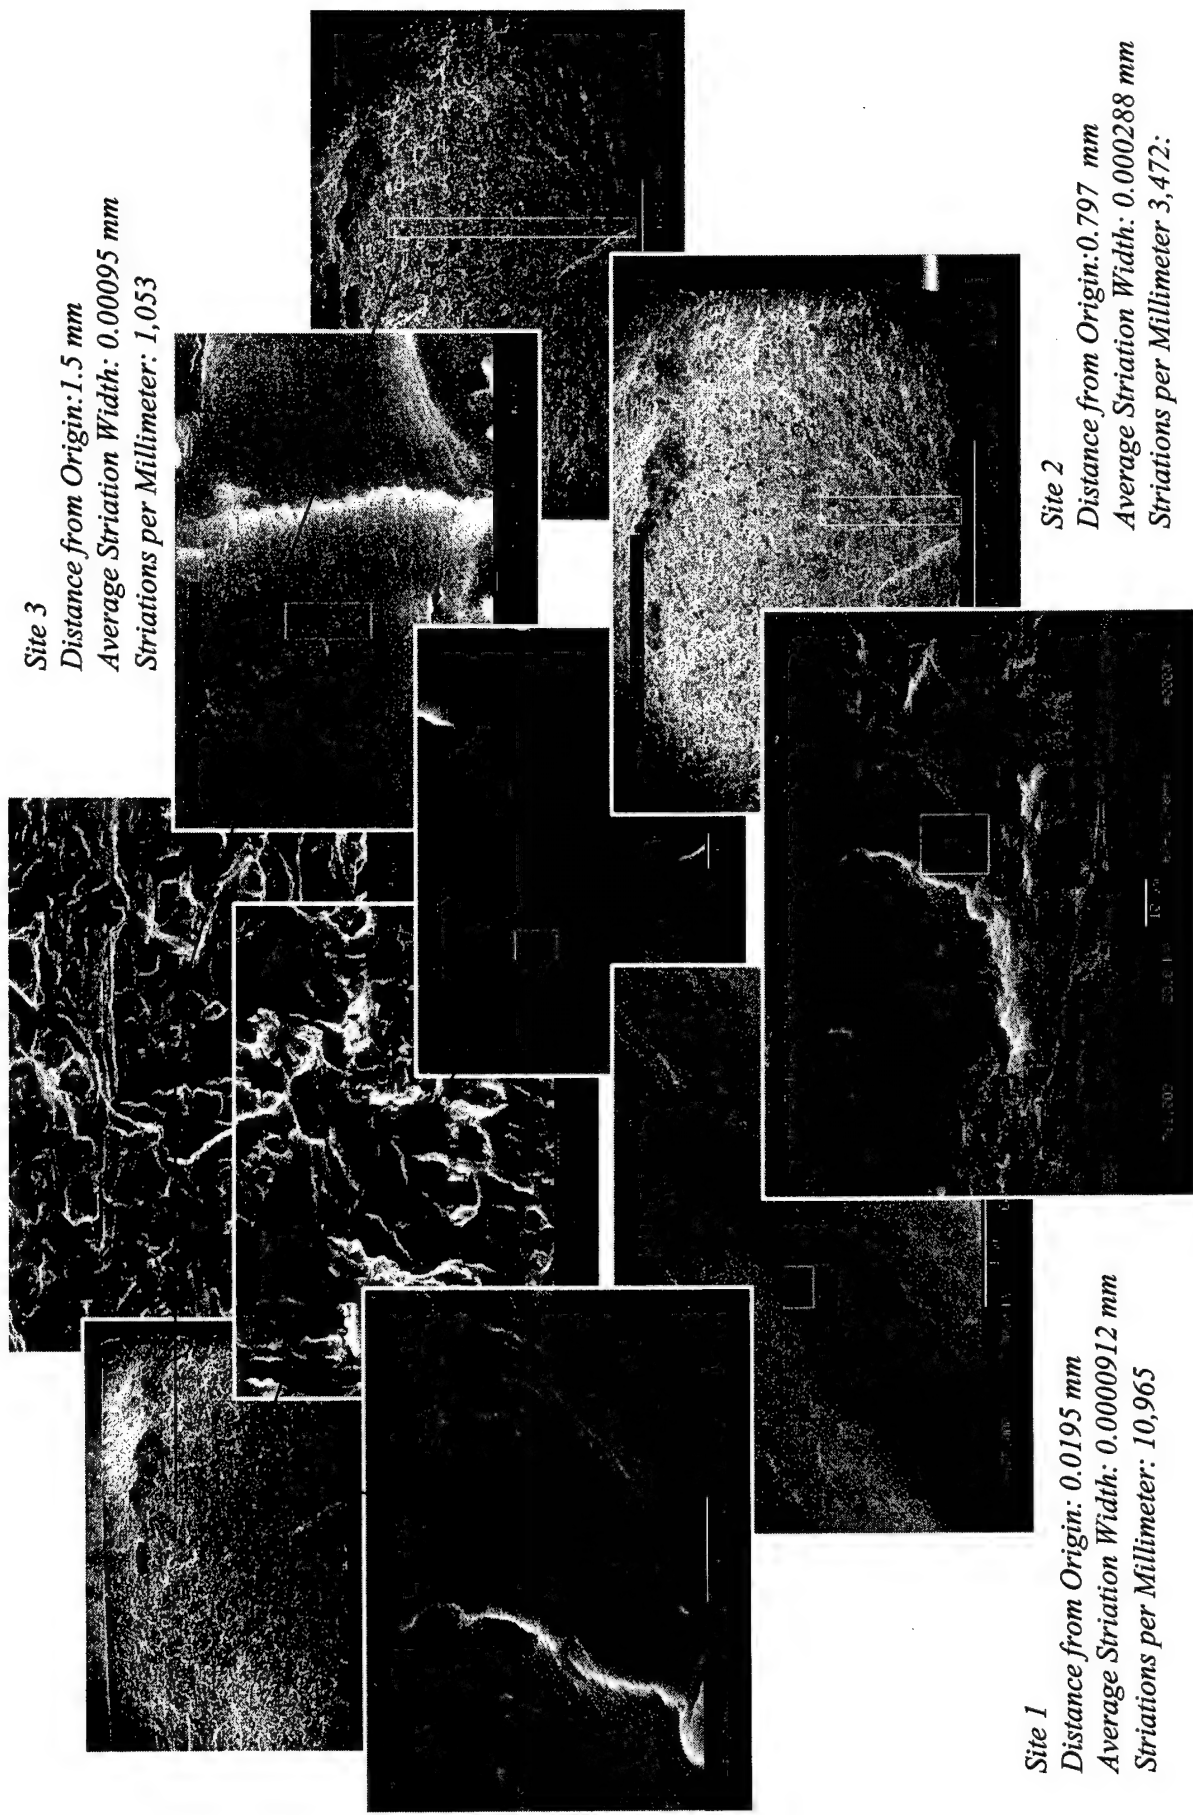 Site 3
Distance from Origin:1.5 mm
Average Striation Width: 0.00095 mm
Striations per Millimeter: 1,053
Site 1
Distance from Origin: 0.0195 mm
Average Striation Width: 0.0000912 mm
Striations per Millimeter: 10,965
Site 2
Distance from Origin:0.797 mm
Average Striation Width: 0.000288 mm
Striations per Millimeter 3,472: